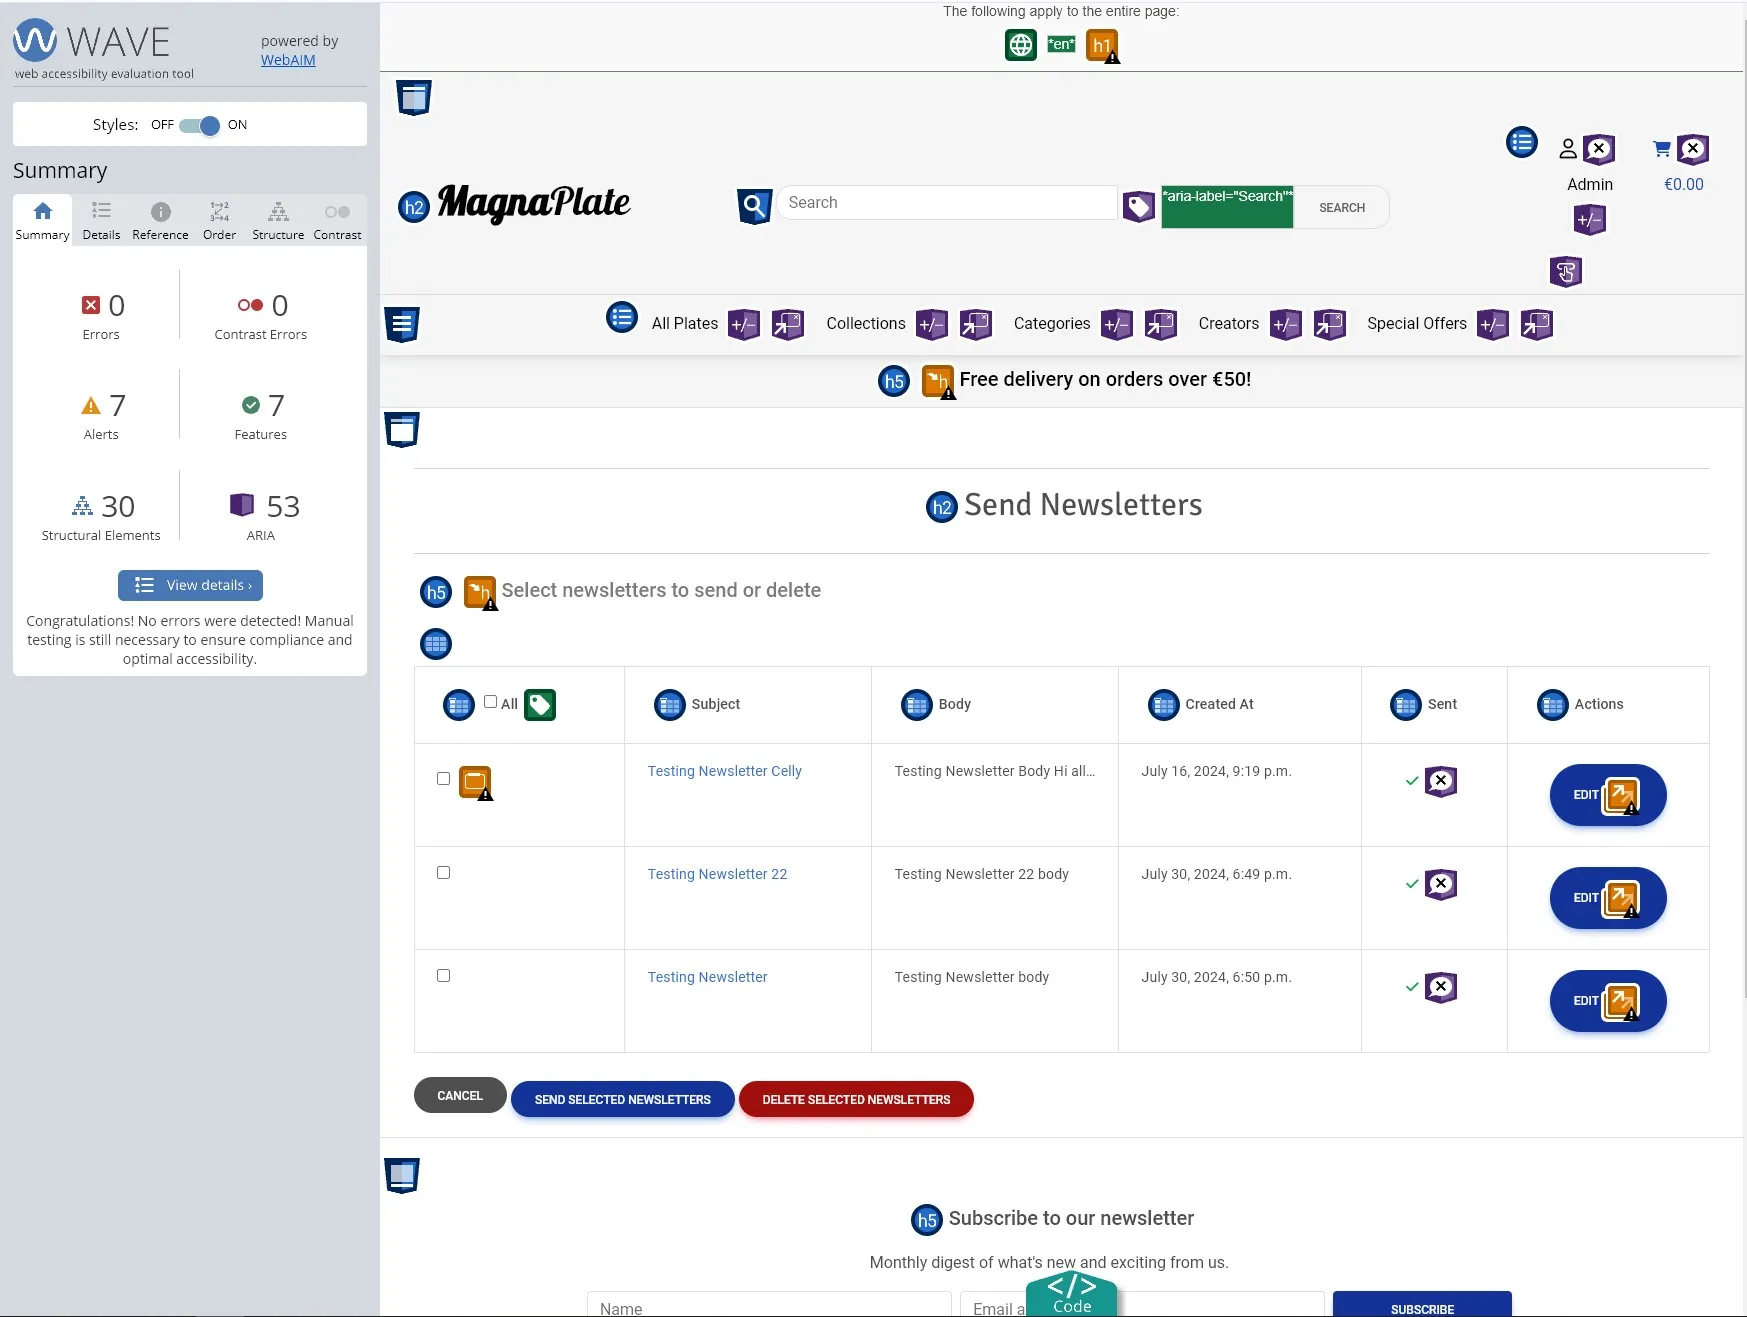 WAVE
web accessibility evaluation tool
powered by
WebAIM
Styles: OFF ON
Summary
Summary Details Reference Order Structure Contrast
0
Errors
0
Contrast Errors
7
Alerts
7
Features
30
Structural Elements
53
ARIA
View details ›
Congratulations! No errors were detected! Manual
testing is still necessary to ensure compliance and
optimal accessibility.
The following apply to the entire page:
*en* h1
h2 MagnaPlate
Search
*aria-label="Search"*
SEARCH
Admin
+/-
€0.00
All Plates +/- Collections +/- Categories +/- Creators +/- Special Offers +/-
h5 h Free delivery on orders over €50!
h2 Send Newsletters
h5 h Select newsletters to send or delete
All Subject Body Created At Sent Actions
Testing Newsletter Celly Testing Newsletter Body Hi all... July 16, 2024, 9:19 p.m. EDIT
Testing Newsletter 22 Testing Newsletter 22 body July 30, 2024, 6:49 p.m. EDIT
Testing Newsletter Testing Newsletter body July 30, 2024, 6:50 p.m. EDIT
CANCEL SEND SELECTED NEWSLETTERS DELETE SELECTED NEWSLETTERS
h5 Subscribe to our newsletter
Monthly digest of what's new and exciting from us.
</>
Code
Name Email a SUBSCRIBE